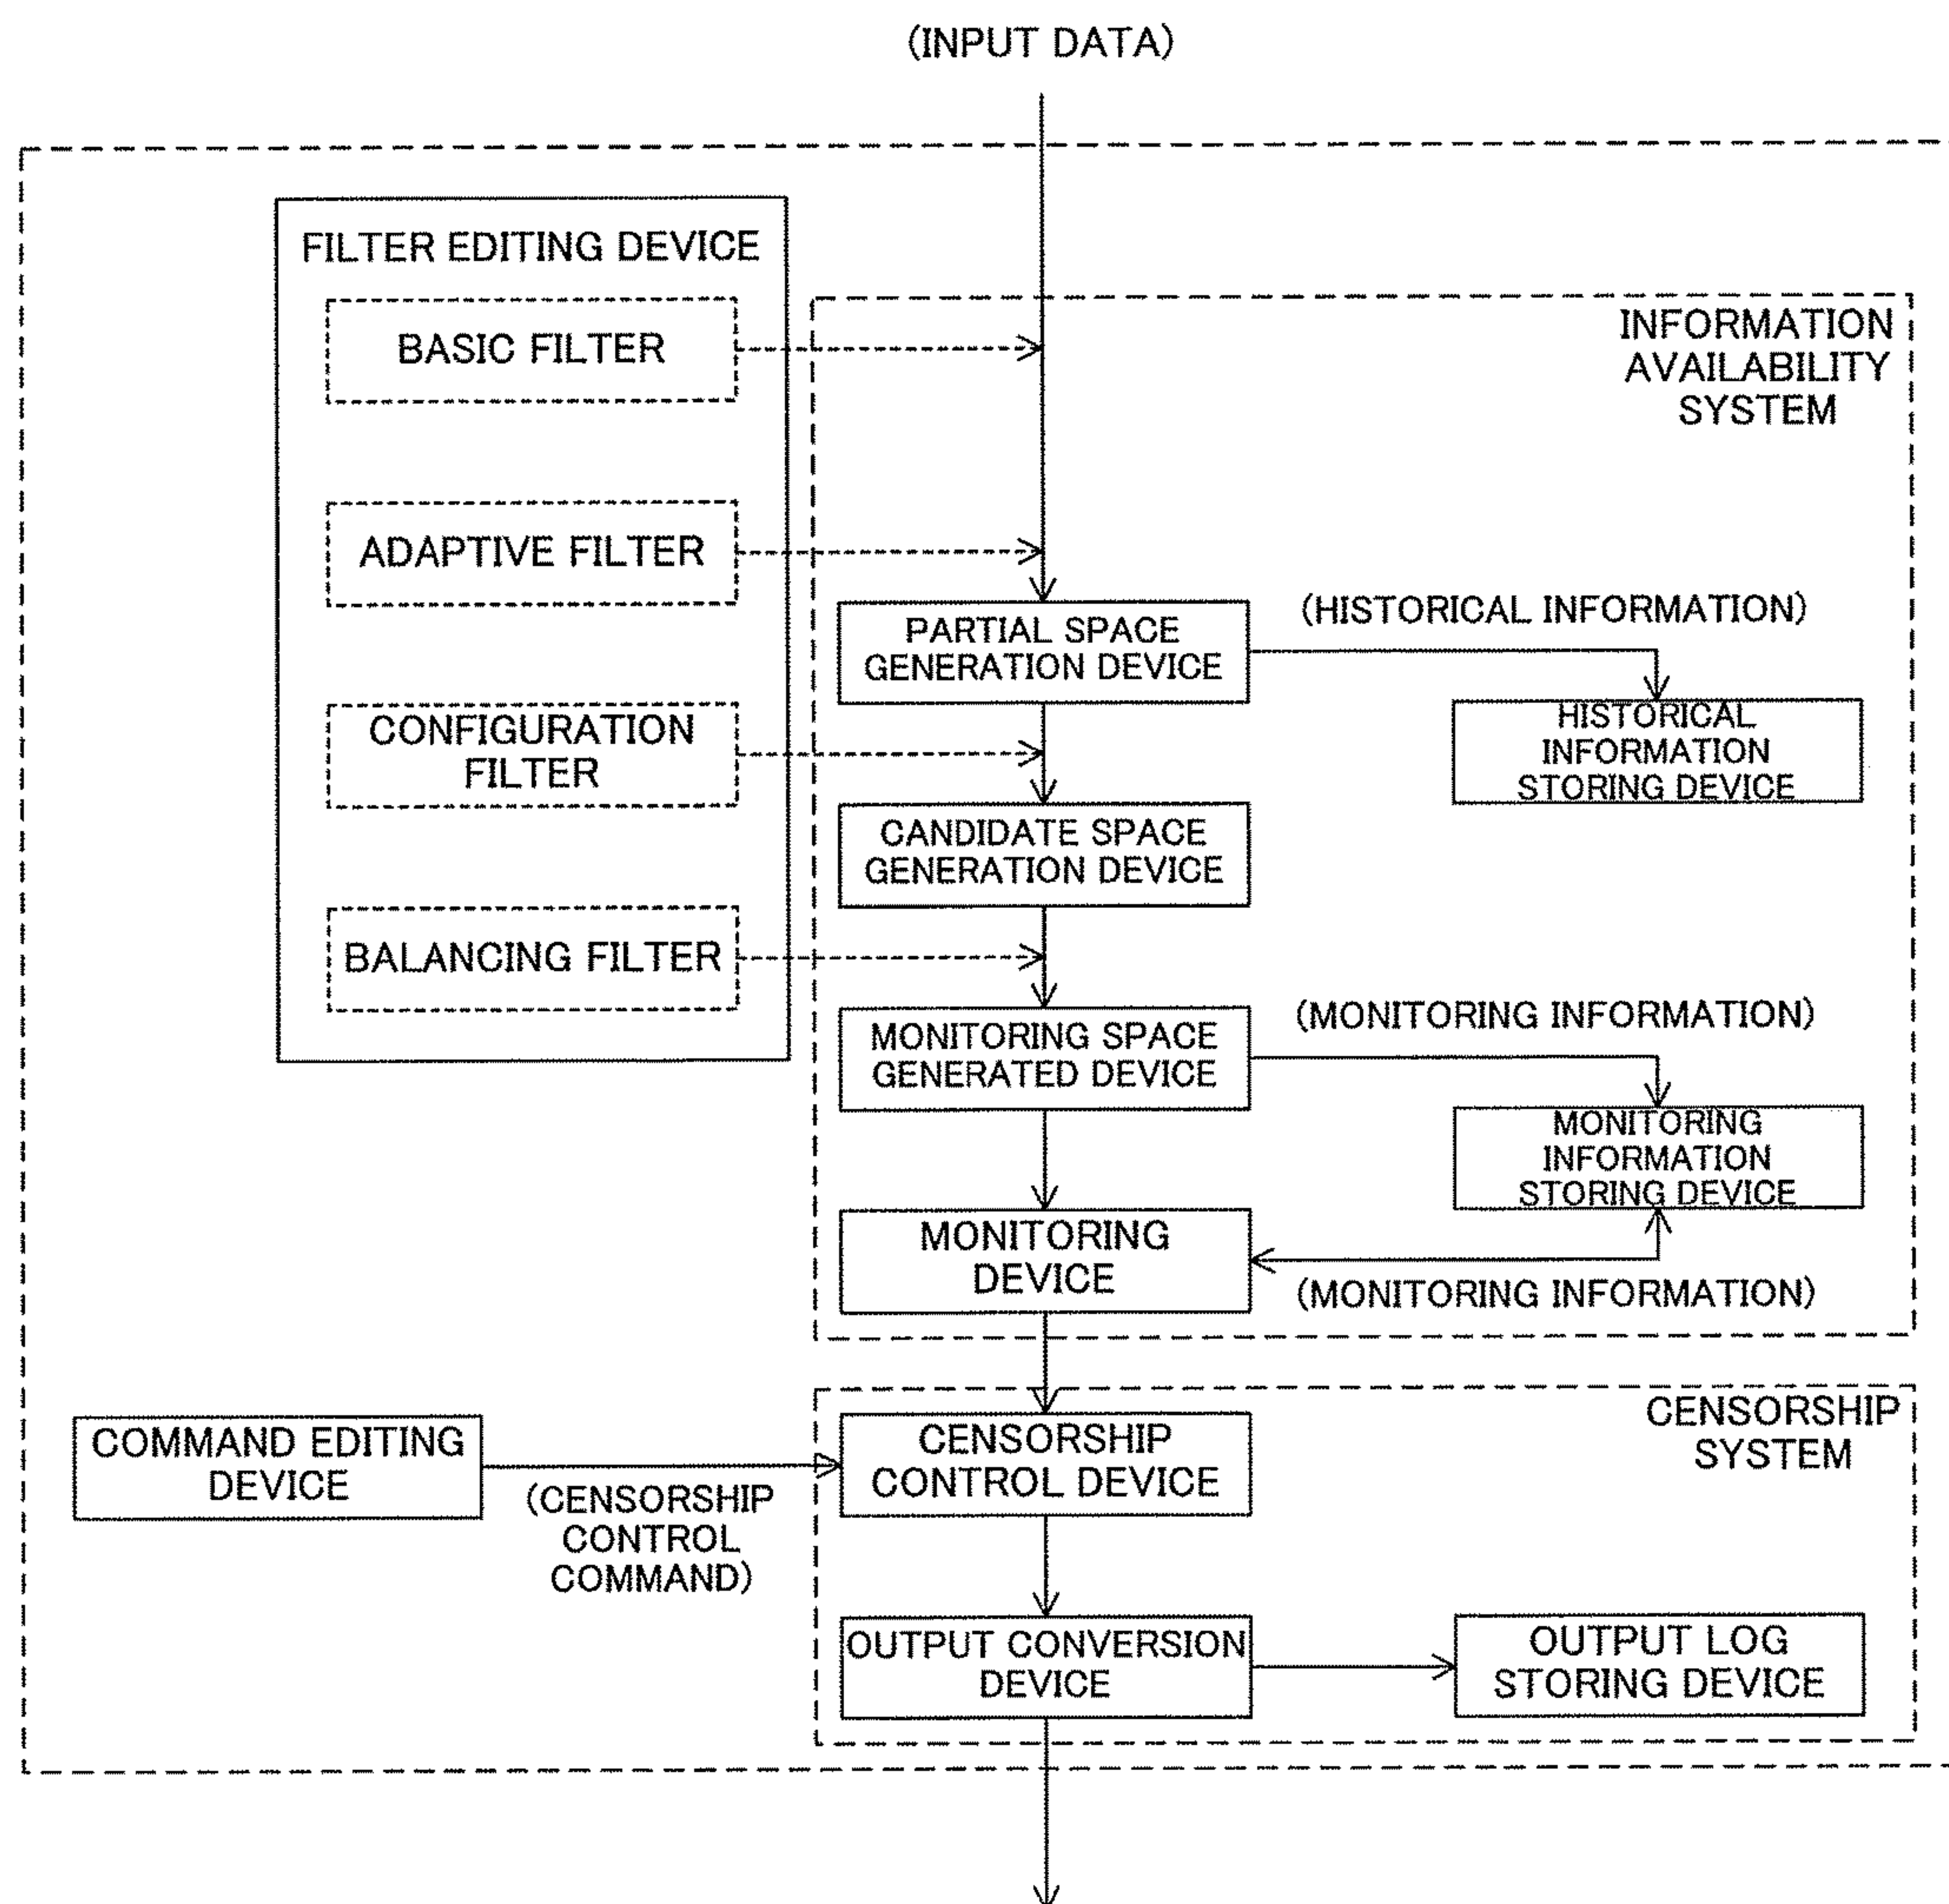 (INPUT DATA)
FILTER EDITING DEVICE
BASIC FILTER
ADAPTIVE FILTER
CONFIGURATION
FILTER
BALANCING FILTER
INFORMATION
AVAILABILITY
SYSTEM
PARTIAL SPACE
GENERATION DEVICE
(HISTORICAL INFORMATION)
HISTORICAL
INFORMATION
STORING DEVICE
CANDIDATE SPACE
GENERATION DEVICE
MONITORING SPACE
GENERATED DEVICE
(MONITORING INFORMATION)
MONITORING
INFORMATION
STORING DEVICE
MONITORING
DEVICE
(MONITORING INFORMATION)
COMMAND EDITING
DEVICE
(CENSORSHIP
CONTROL
COMMAND)
CENSORSHIP
CONTROL DEVICE
CENSORSHIP
SYSTEM
OUTPUT CONVERSION
DEVICE
OUTPUT LOG
STORING DEVICE